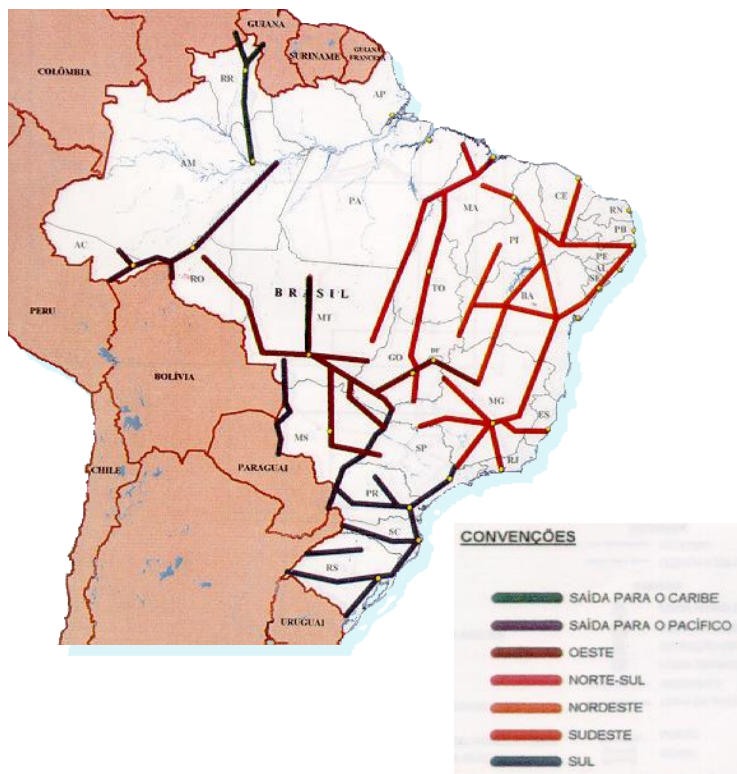 GUIANA
COLÔMBIA
SURINAME
GUIANA
FRANCESA
RR
AP
AM
PA
MA
CE
RN
PB
PE
AL
SE
PI
AC
RO
TO
BA
BRASIL
MT
PERU
GO
DF
BOLÍVIA
MG
ES
MS
SP
RJ
PARAGUAI
CHILE
PR
SC
RS
URUGUAI
CONVENÇÕES
SAÍDA PARA O CARIBE
SAÍDA PARA O PACÍFICO
OESTE
NORTE-SUL
NORDESTE
SUDESTE
SUL